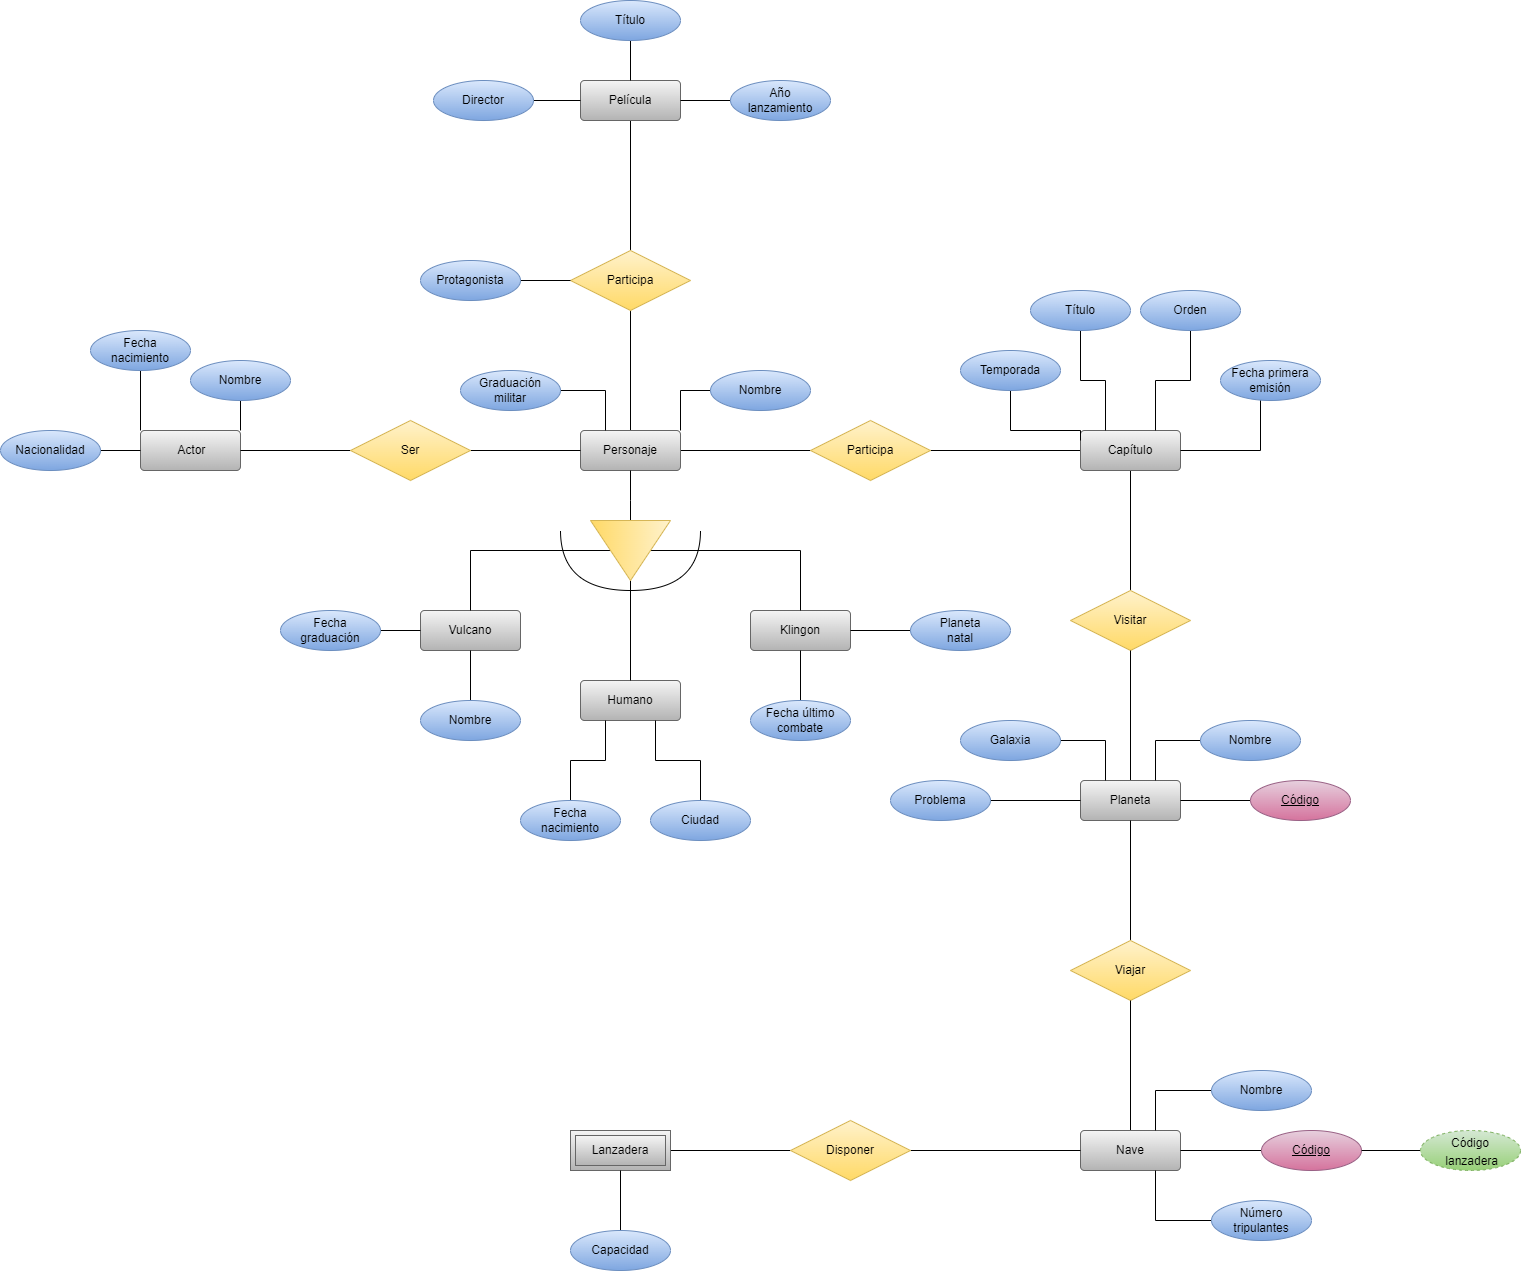 Título
Director
Película
Año
lanzamiento
Protagonista
Participa
Fecha
nacimiento
Nombre
Nacionalidad
Actor
Ser
Graduación
militar
Nombre
Personaje
Participa
Temporada
Título
Orden
Fecha primera
emisión
Capítulo
Fecha
graduación
Vulcano
Nombre
Humano
Fecha
nacimiento
Ciudad
Klingon
Planeta
natal
Fecha último
combate
Visitar
Galaxia
Nombre
Problema
Planeta
Código
Viajar
Nombre
Lanzadera
Disponer
Nave
Código
Código
lanzadera
Número
tripulantes
Capacidad